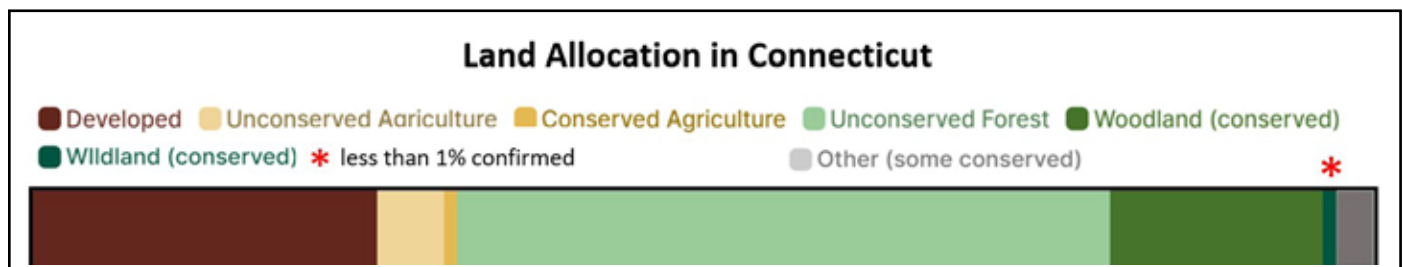 Land Allocation in Connecticut
Developed Unconserved Agriculture Conserved Agriculture Unconserved Forest Woodland (conserved)
WIldland (conserved) * less than 1% confirmed Other (some conserved)
*